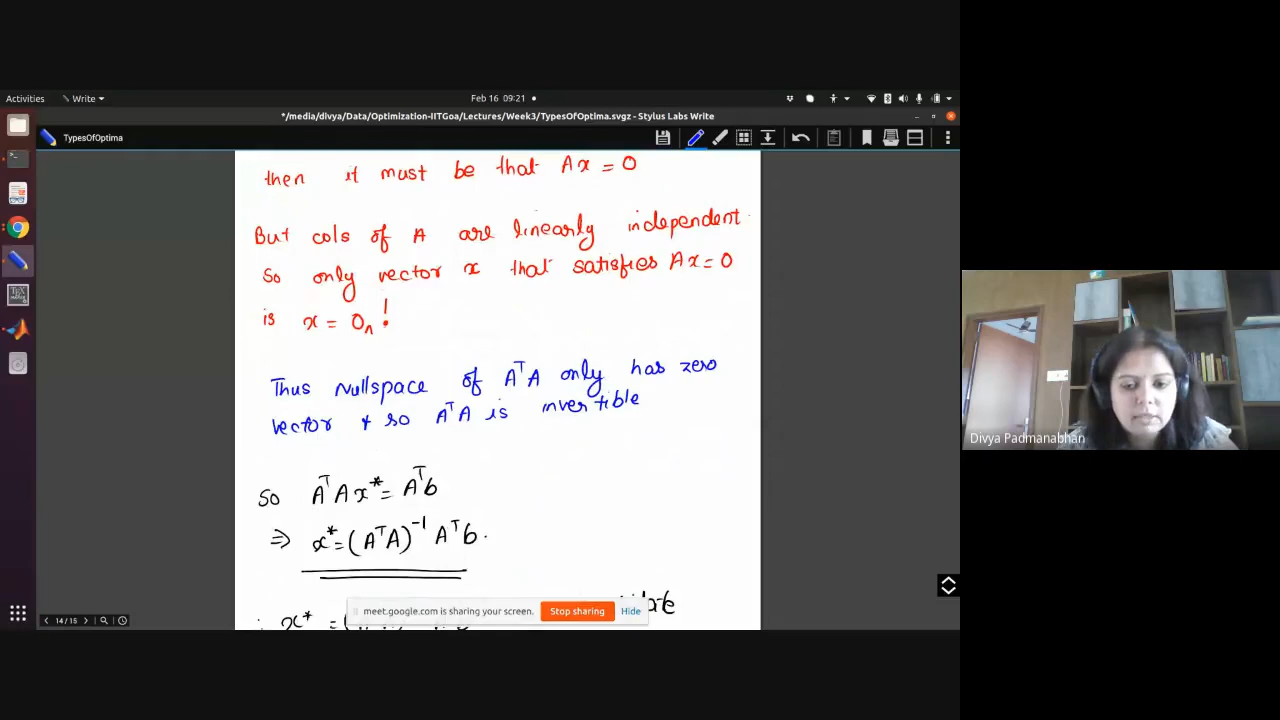 Activities Write Feb 16 09:21
*/media/divya/Data/Optimization-IITGoa/Lectures/Week3/TypesOfOptima.svgz - Stylus Labs Write
TypesOfOptima
then it must be that Ax = 0
But cols of A are linearly independent.
So only vector x that satisfies Ax = 0
is x = 0ₙ !
Thus Nullspace of AᵀA only has zero
vector & so AᵀA is invertible
So AᵀAx* = Aᵀb
⇒ x* = (AᵀA)⁻¹ Aᵀb.
meet.google.com is sharing your screen. Stop sharing Hide
x* = (
14/15
Divya Padmanabhan